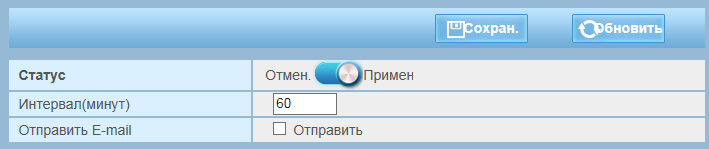 Сохран. Обновить
Статус Отмен. Примен
Интервал(минут) 60
Отправить E-mail Отправить